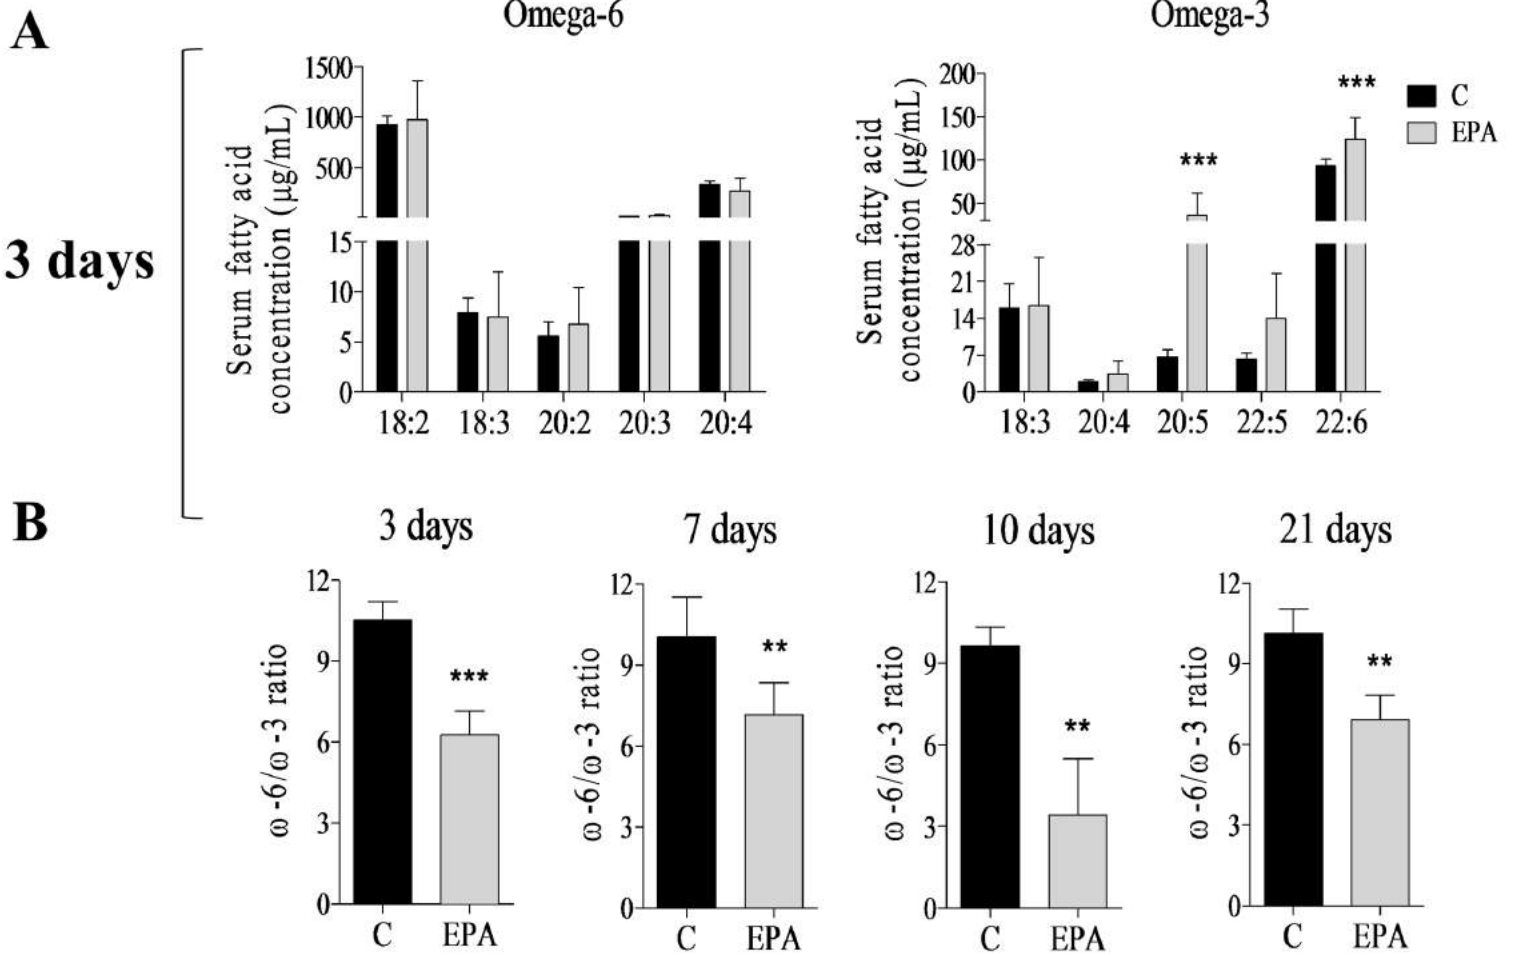 A
Omega-6
Omega-3
3 days
Serum fatty acid
concentration (µg/mL)
1500
1000
500
15
10
5
0
18:2 18:3 20:2 20:3 20:4
Serum fatty acid
concentration (µg/mL)
200
150
100
50
28
21
14
7
0
***
***
18:3 20:4 20:5 22:5 22:6
C
EPA
B
3 days
ω-6/ω-3 ratio
12
9
6
3
0
***
C EPA
7 days
ω-6/ω-3 ratio
12
9
6
3
0
**
C EPA
10 days
ω-6/ω-3 ratio
12
9
6
3
0
**
C EPA
21 days
ω-6/ω-3 ratio
12
9
6
3
0
**
C EPA